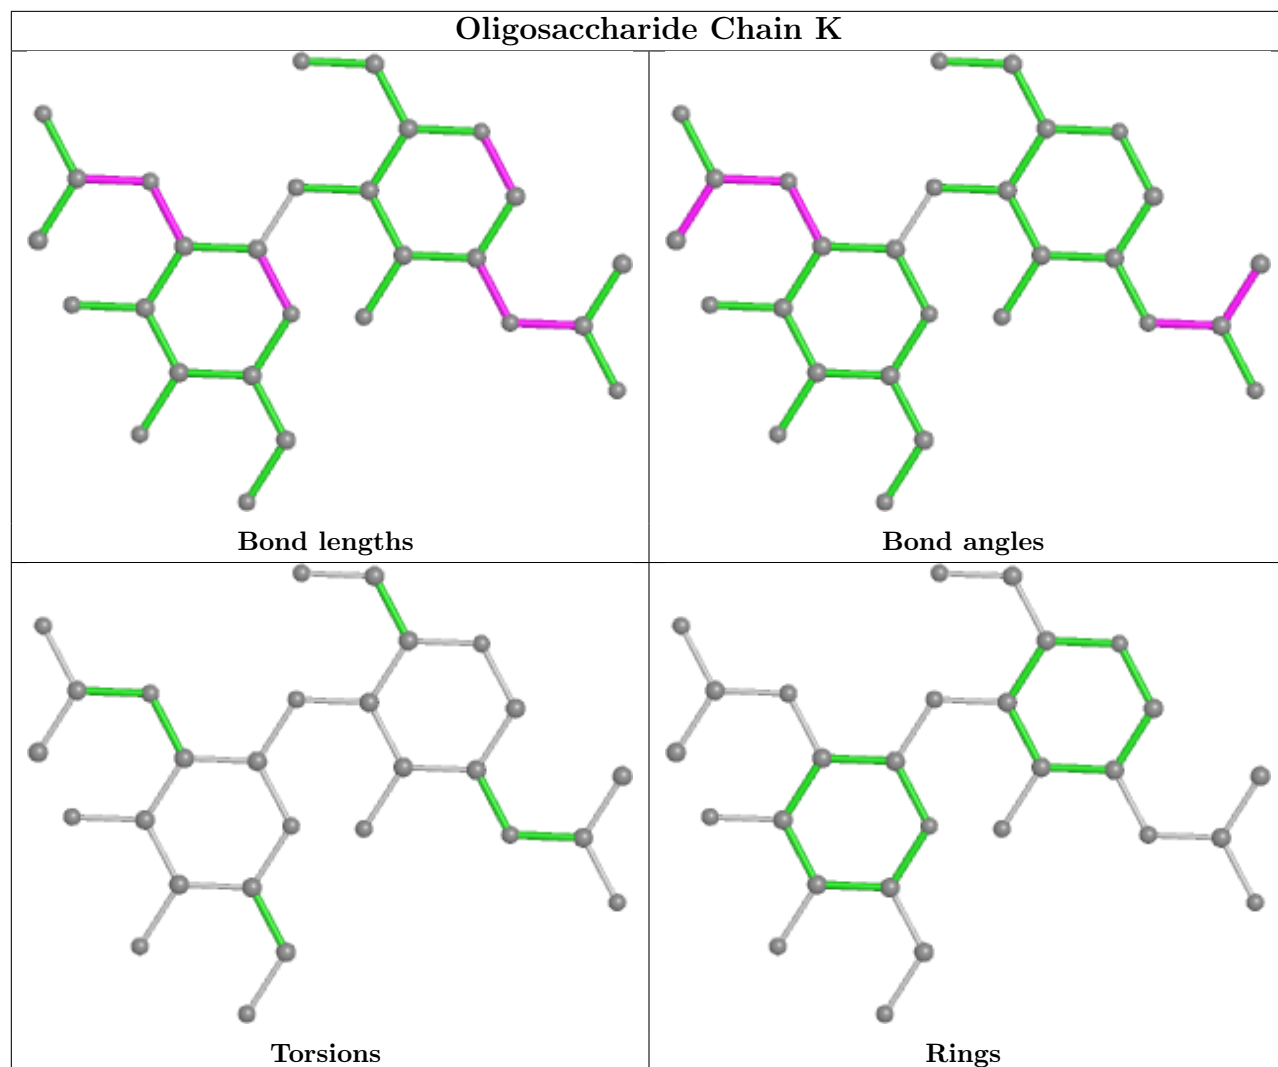 Oligosaccharide Chain K
Bond lengths
Bond angles
Torsions
Rings